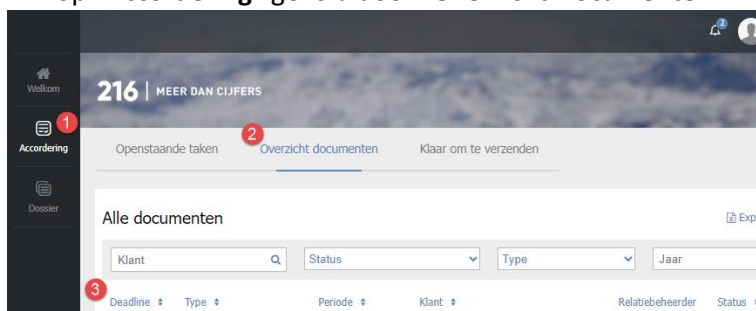 2
Welkom
216 | MEER DAN CIJFERS
1
Accordering
2
Openstaande taken Overzicht documenten Klaar om te verzenden
Dossier
Alle documenten
Klant Status Type Jaar
3
Deadline Type Periode Klant Relatiebeheerder Status